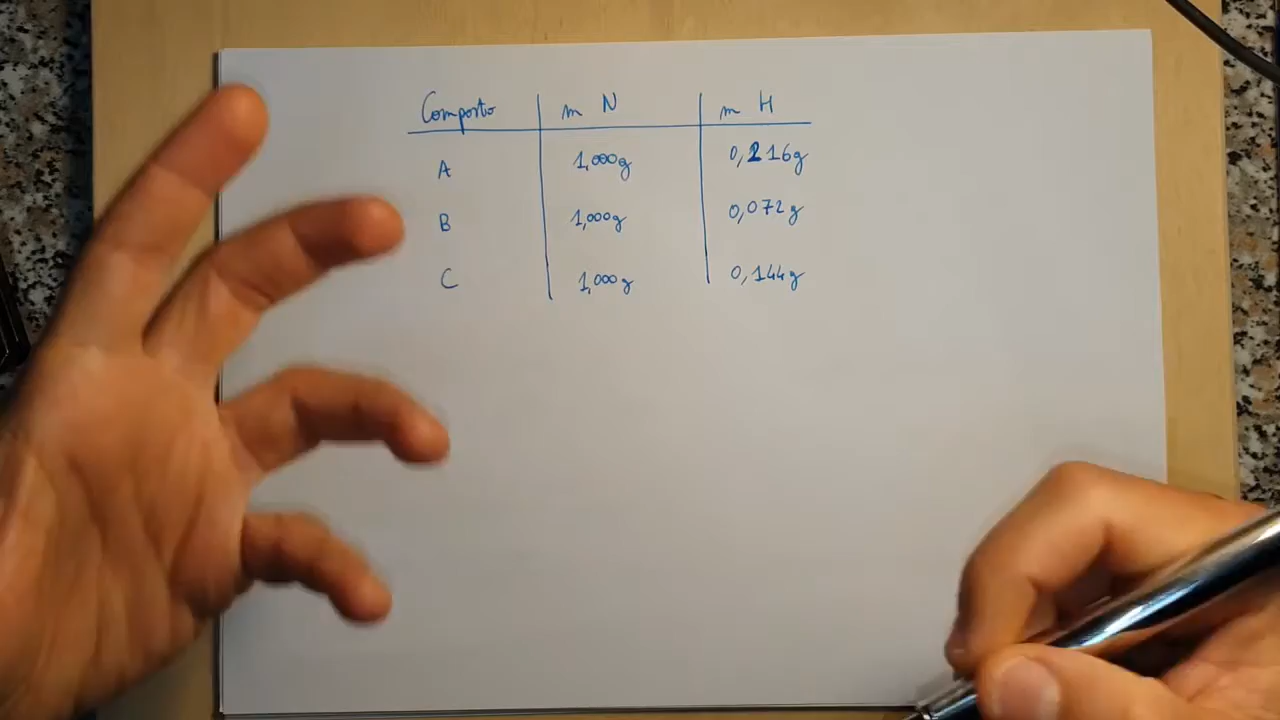 Composto m N m H
A 1,000g 0,216g
B 1,000g 0,072g
C 1,000g 0,144g